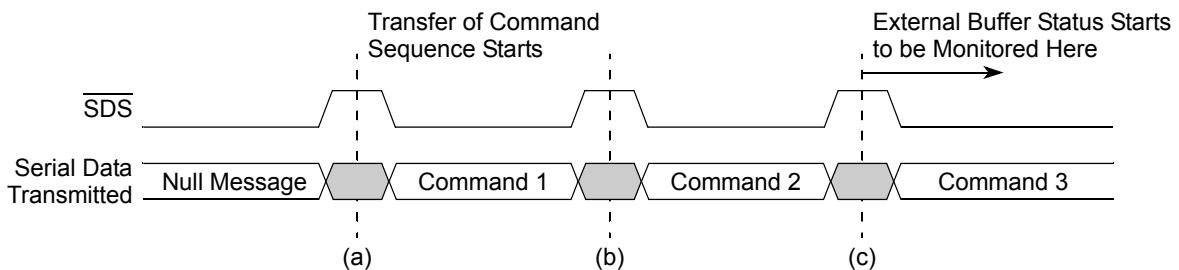 Transfer of Command
Sequence Starts
External Buffer Status Starts
to be Monitored Here
SDS
Serial Data
Transmitted
Null Message
Command 1
Command 2
Command 3
(a)
(b)
(c)